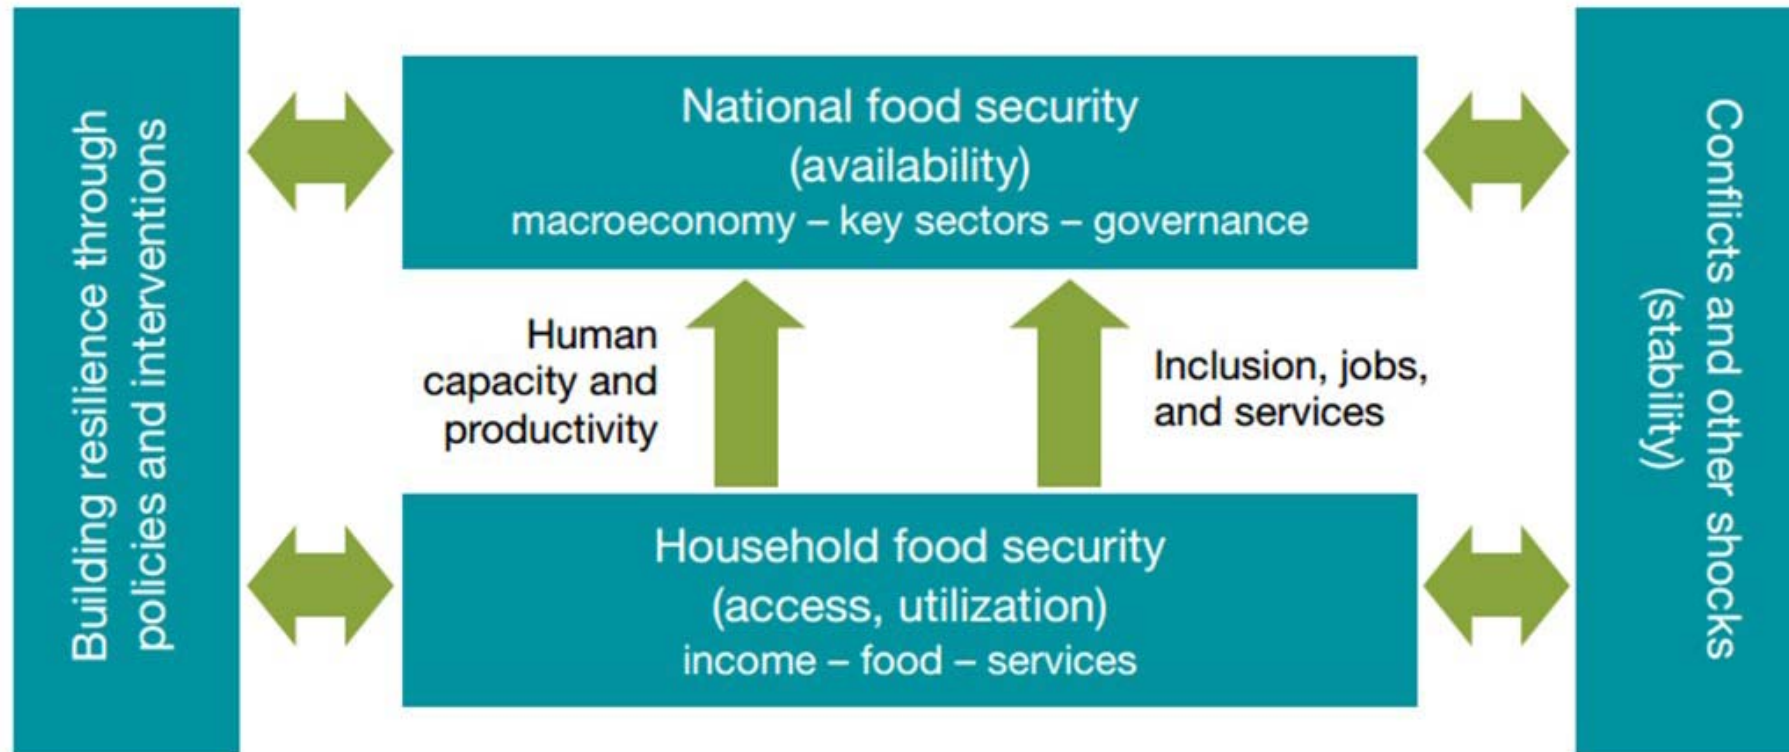 Building resilience through
policies and interventions
National food security
(availability)
macroeconomy – key sectors – governance
Human
capacity and
productivity
Inclusion, jobs,
and services
Household food security
(access, utilization)
income – food – services
Conflicts and other shocks
(stability)